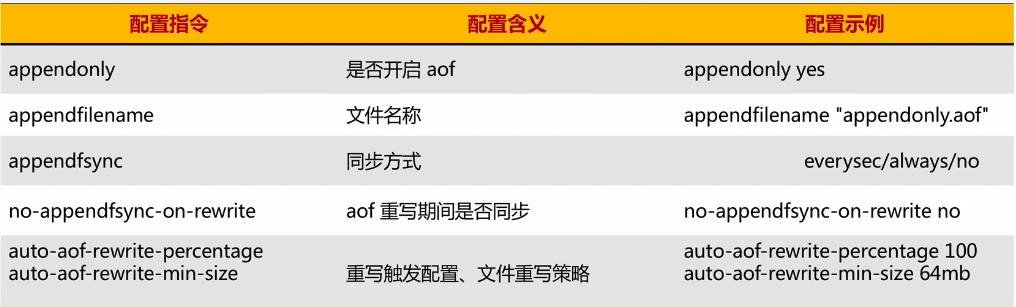 配置指令 配置含义 配置示例
appendonly 是否开启 aof appendonly yes
appendfilename 文件名称 appendfilename "appendonly.aof"
appendfsync 同步方式 everysec/always/no
no-appendfsync-on-rewrite aof 重写期间是否同步 no-appendfsync-on-rewrite no
auto-aof-rewrite-percentage
auto-aof-rewrite-min-size
重写触发配置、文件重写策略
auto-aof-rewrite-percentage 100
auto-aof-rewrite-min-size 64mb